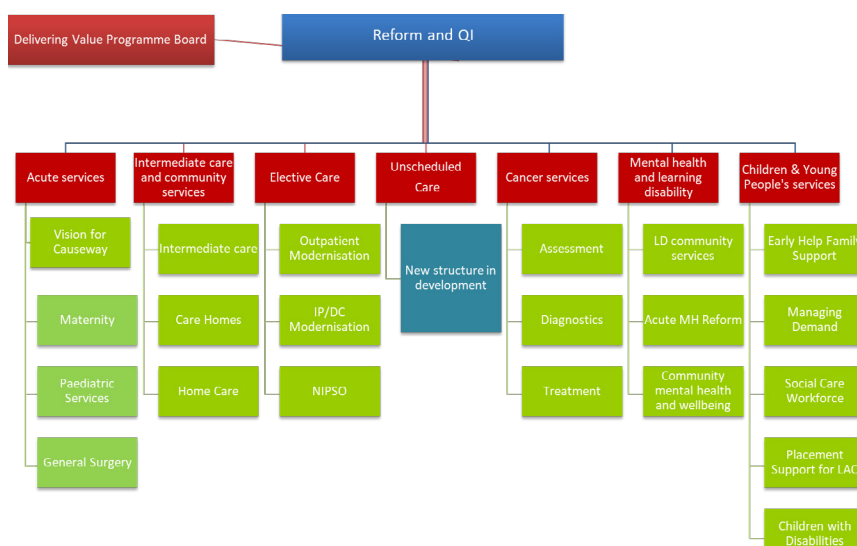 Delivering Value Programme Board
Reform and QI
Acute services
Intermediate care
and community
services
Elective Care
Unscheduled
Care
Cancer services
Mental health
and learning
disability
Children & Young
People's services
Vision for
Causeway
Maternity
Paediatric
Services
General Surgery
Intermediate care
Care Homes
Home Care
Outpatient
Modernisation
IP/DC
Modernisation
NIPSO
New structure in
development
Assessment
Diagnostics
Treatment
LD community
services
Acute MH Reform
Community
mental health
and wellbeing
Early Help Family
Support
Managing
Demand
Social Care
Workforce
Placement
Support for LAC
Children with
Disabilities